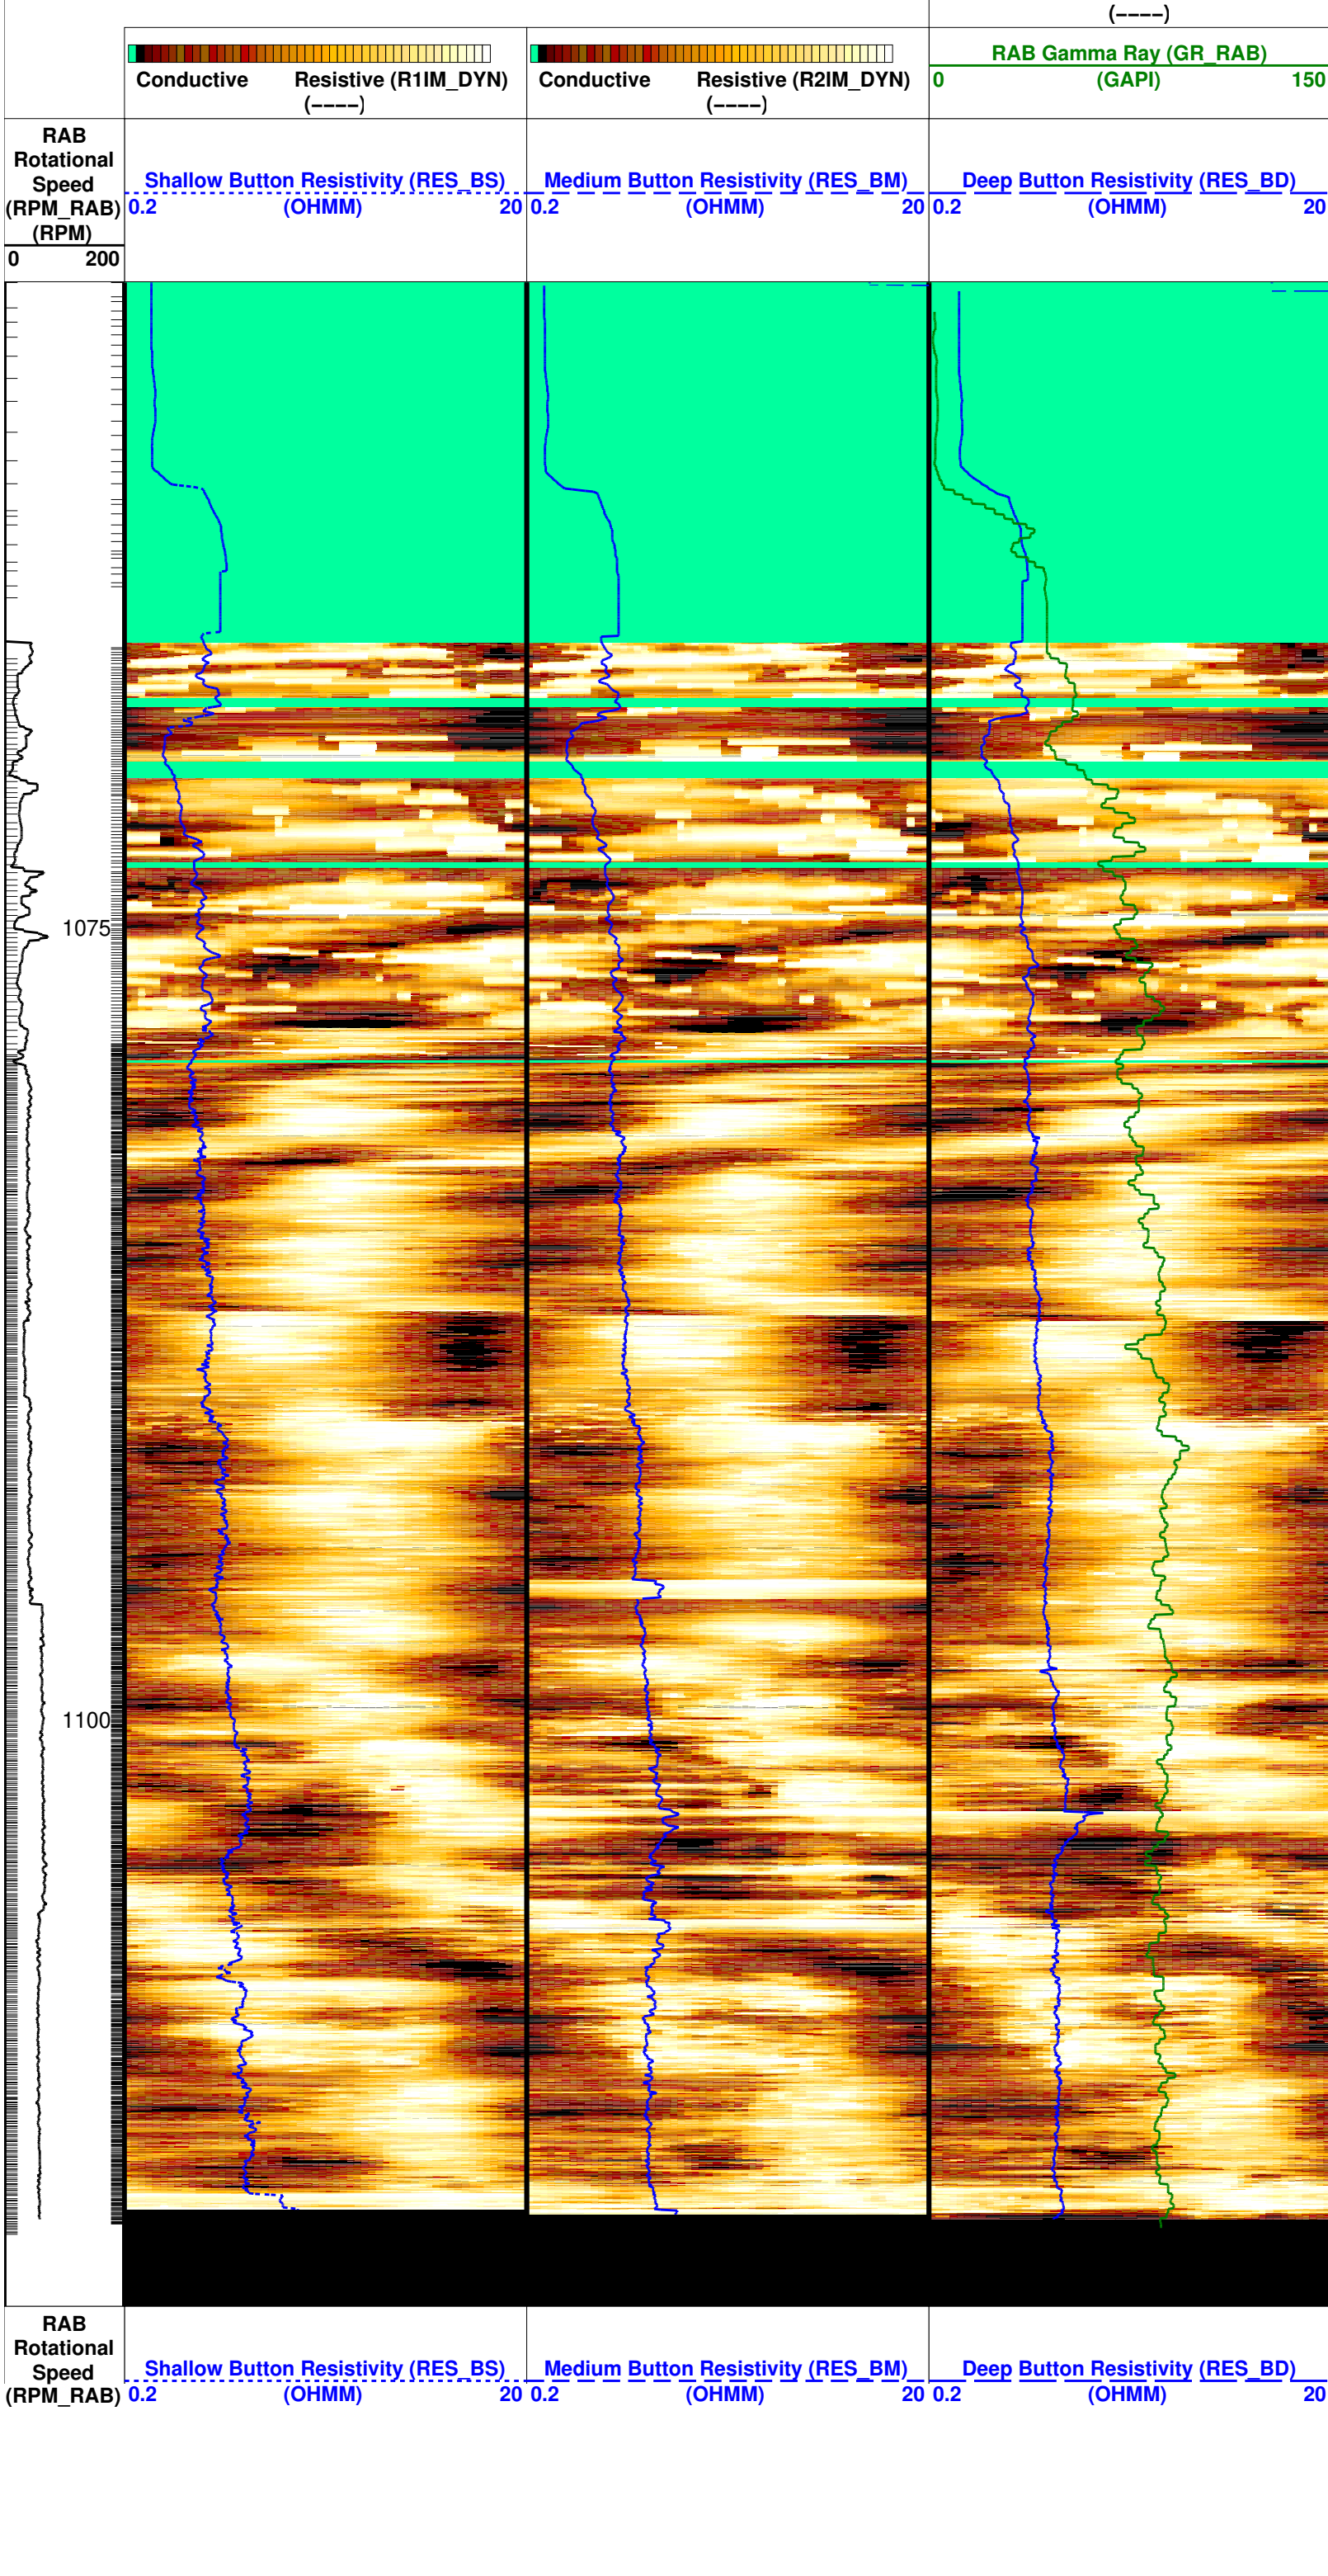 (----)
RAB Gamma Ray (GR_RAB)
0 (GAPI) 150
Conductive Resistive (R1IM_DYN)
(----)
Conductive Resistive (R2IM_DYN)
(----)
RAB
Rotational
Speed
(RPM_RAB)
(RPM)
0 200
Shallow Button Resistivity (RES_BS)
0.2 (OHMM) 20
Medium Button Resistivity (RES_BM)
0.2 (OHMM) 20
Deep Button Resistivity (RES_BD)
0.2 (OHMM) 20
1075
1100
RAB
Rotational
Speed
(RPM_RAB)
Shallow Button Resistivity (RES_BS)
0.2 (OHMM) 20
Medium Button Resistivity (RES_BM)
0.2 (OHMM) 20
Deep Button Resistivity (RES_BD)
0.2 (OHMM) 20